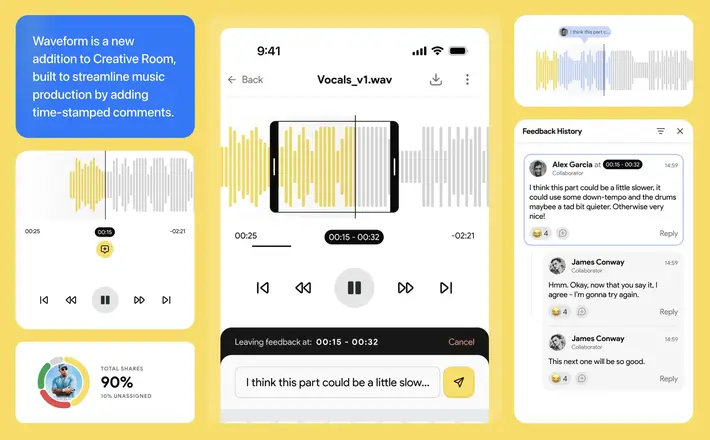 Waveform is a new
addition to Creative Room,
built to streamline music
production by adding
time-stamped comments.
00:25
00:15
-02:21
TOTAL SHARES
90%
10% UNASSIGNED
9:41
Back
Vocals_v1.wav
00:25
00:15 - 00:32
-02:21
Leaving feedback at: 00:15 - 00:32
Cancel
I think this part could be a little slow...
I think this part c...
Feedback History
Alex Garcia at 00:15 - 00:32
14:59
Collaborator
I think this part could be a little slower, it
could use some down-tempo and the drums
maybee a tad bit quieter. Otherwise very
nice!
4
Reply
James Conway
14:59
Collaborator
Hmm. Okay, now that you say it, I
agree - I'm gonna try again.
4
Reply
James Conway
14:59
Collaborator
This next one will be so good.
4
Reply